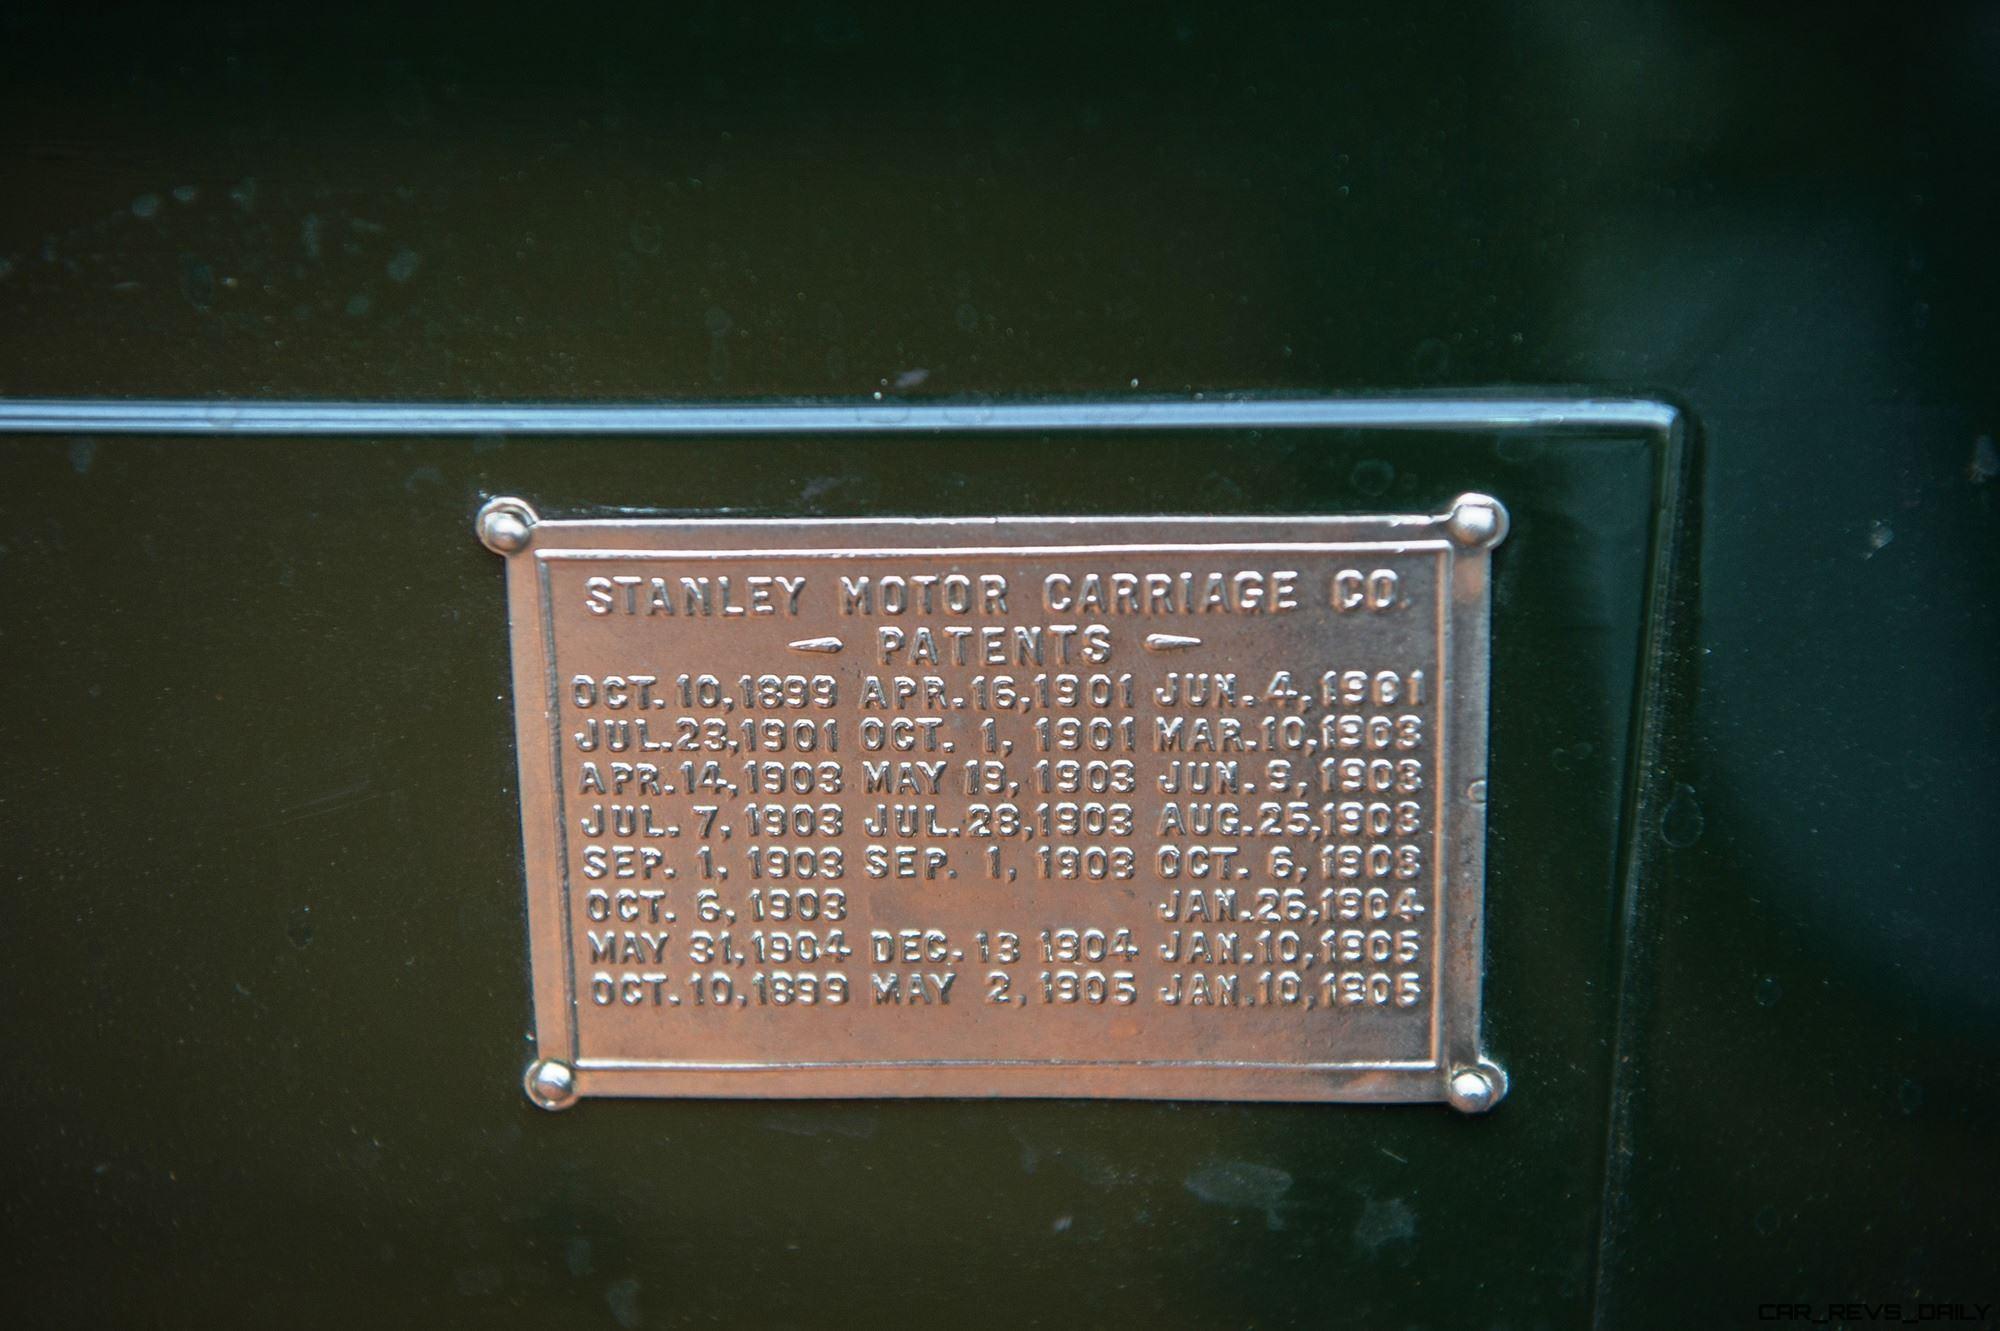 STANLEY MOTOR CARRIAGE CO.
PATENTS
OCT. 10, 1899 APR. 16, 1901 JUN. 4, 1901
JUL. 23, 1901 OCT. 1, 1901 MAR. 10, 1903
APR. 14, 1903 MAY 19, 1903 JUN. 9, 1903
JUL. 7, 1903 JUL. 28, 1903 AUG. 25, 1903
SEP. 1, 1903 SEP. 1, 1903 OCT. 6, 1903
OCT. 6, 1903 JAN. 26, 1904
MAY 31, 1904 DEC. 13 1904 JAN. 10, 1905
OCT. 10, 1899 MAY 2, 1905 JAN. 10, 1905
CAR_REVS_DAILY